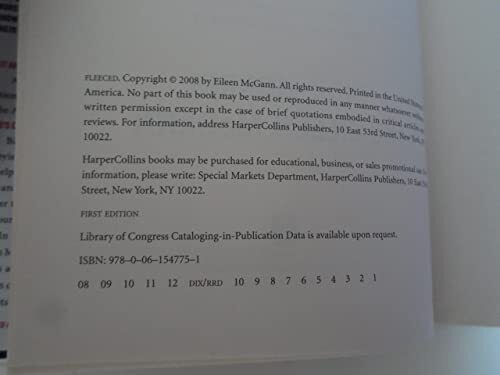 FLEECED. Copyright © 2008 by Eileen McGann. All rights reserved. Printed in the United States
America. No part of this book may be used or reproduced in any manner whatsoever
written permission except in the case of brief quotations embodied in critical articles
reviews. For information, address HarperCollins Publishers, 10 East 53rd Street, New York,
10022.
HarperCollins books may be purchased for educational, business, or sales promotional use
information, please write: Special Markets Department, HarperCollins Publishers, 10 East
Street, New York, NY 10022.
FIRST EDITION
Library of Congress Cataloging-in-Publication Data is available upon request.
ISBN: 978-0-06-154775-1
08 09 10 11 12 DIX/RRD 10 9 8 7 6 5 4 3 2 1